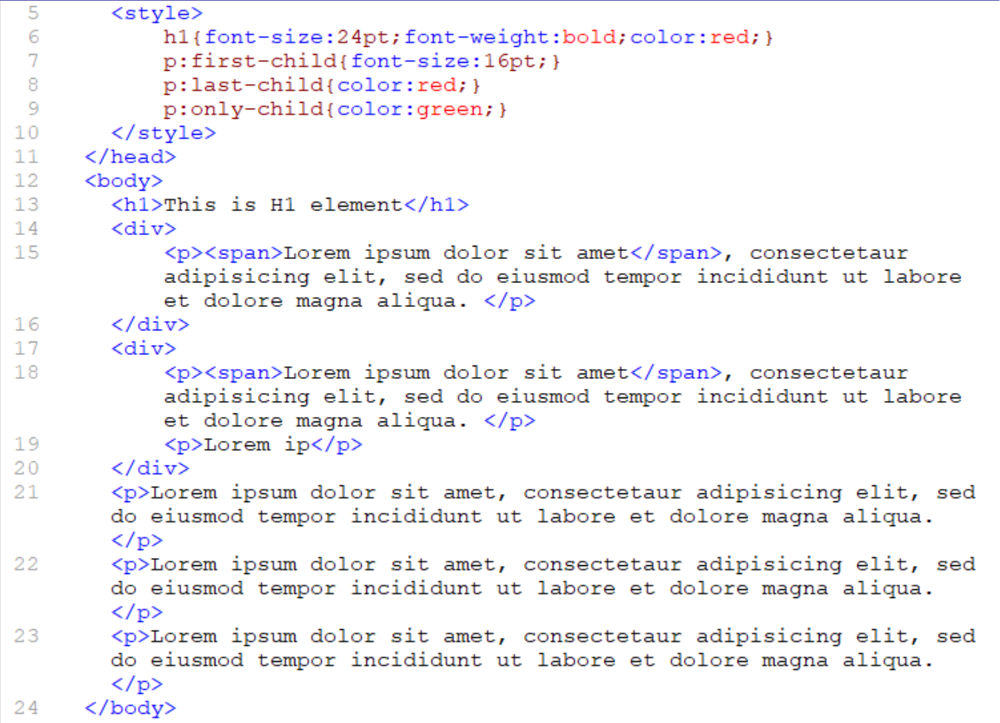 5 <style>
6 h1{font-size:24pt;font-weight:bold;color:red;}
7 p:first-child{font-size:16pt;}
8 p:last-child{color:red;}
9 p:only-child{color:green;}
10 </style>
11 </head>
12 <body>
13 <h1>This is H1 element</h1>
14 <div>
15 <p><span>Lorem ipsum dolor sit amet</span>, consectetaur
adipisicing elit, sed do eiusmod tempor incididunt ut labore
et dolore magna aliqua. </p>
16 </div>
17 <div>
18 <p><span>Lorem ipsum dolor sit amet</span>, consectetaur
adipisicing elit, sed do eiusmod tempor incididunt ut labore
et dolore magna aliqua. </p>
19 <p>Lorem ip</p>
20 </div>
21 <p>Lorem ipsum dolor sit amet, consectetaur adipisicing elit, sed
do eiusmod tempor incididunt ut labore et dolore magna aliqua.
</p>
22 <p>Lorem ipsum dolor sit amet, consectetaur adipisicing elit, sed
do eiusmod tempor incididunt ut labore et dolore magna aliqua.
</p>
23 <p>Lorem ipsum dolor sit amet, consectetaur adipisicing elit, sed
do eiusmod tempor incididunt ut labore et dolore magna aliqua.
</p>
24 </body>